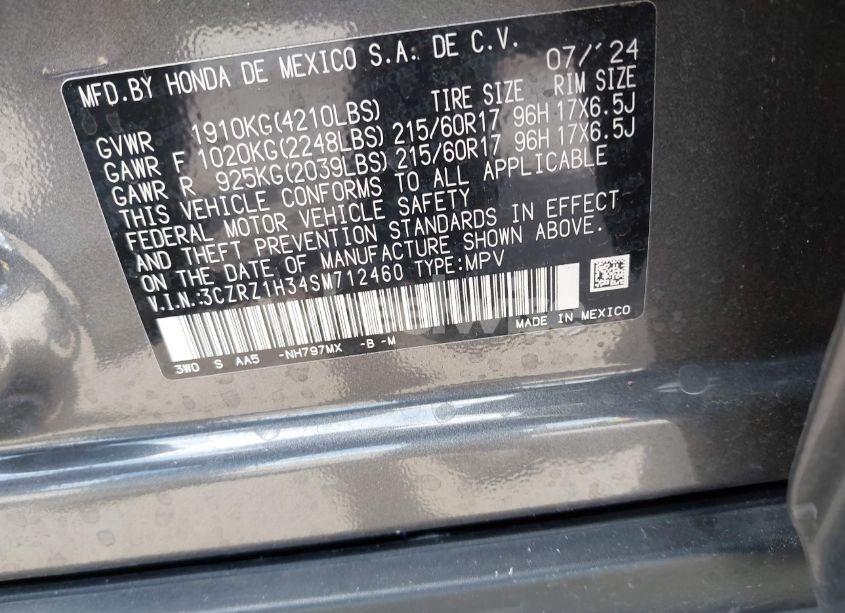 MFD.BY HONDA DE MEXICO S.A. DE C.V. 07/'24
TIRE SIZE RIM SIZE
GVWR 1910KG(4210LBS)
GAWR F 1020KG(2248LBS) 215/60R17 96H 17X6.5J
GAWR R 925KG(2039LBS) 215/60R17 96H 17X6.5J
THIS VEHICLE CONFORMS TO ALL APPLICABLE
FEDERAL MOTOR VEHICLE SAFETY
AND THEFT PREVENTION STANDARDS IN EFFECT
ON THE DATE OF MANUFACTURE SHOWN ABOVE.
V.I.N.:3CZRZ1H34SM712460 TYPE:MPV
MADE IN MEXICO
3W0 S AA5 -NH797MX -B -M